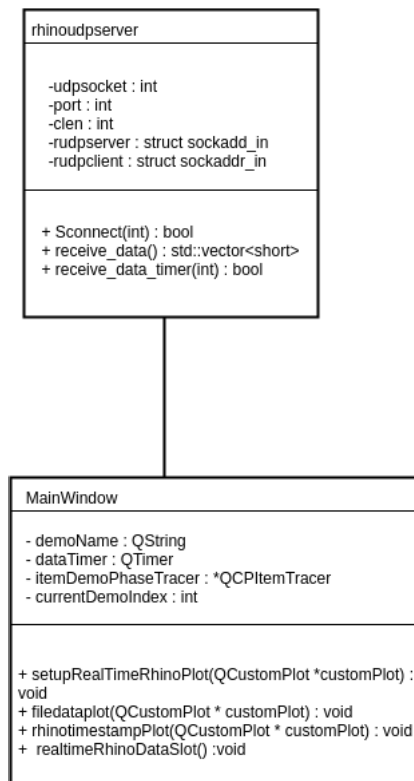 rhinoudpserver
-udpsocket : int
-port : int
-clen : int
-rudpserver : struct sockadd_in
-rudpclient : struct sockaddr_in
+ Sconnect(int) : bool
+ receive_data() : std::vector<short>
+ receive_data_timer(int) : bool
MainWindow
- demoName : QString
- dataTimer : QTimer
- itemDemoPhaseTracer : *QCPItemTracer
- currentDemoIndex : int
+ setupRealTimeRhinoPlot(QCustomPlot *customPlot) :
void
+ filedataplot(QCustomPlot * customPlot) : void
+ rhinotimestampPlot(QCustomPlot * customPlot) : void
+ realtimeRhinoDataSlot() :void